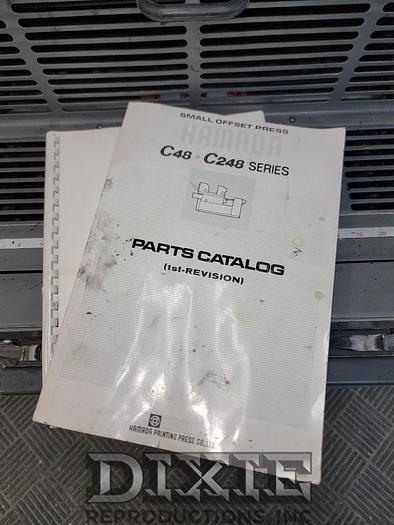 SMALL OFFSET PRESS
HAMADA
C48 · C248 SERIES
PARTS CATALOG
(1st-REVISION)
HAMADA PRINTING PRESS CO., LTD.
DIXIE
REPRODUCTIONS, INC